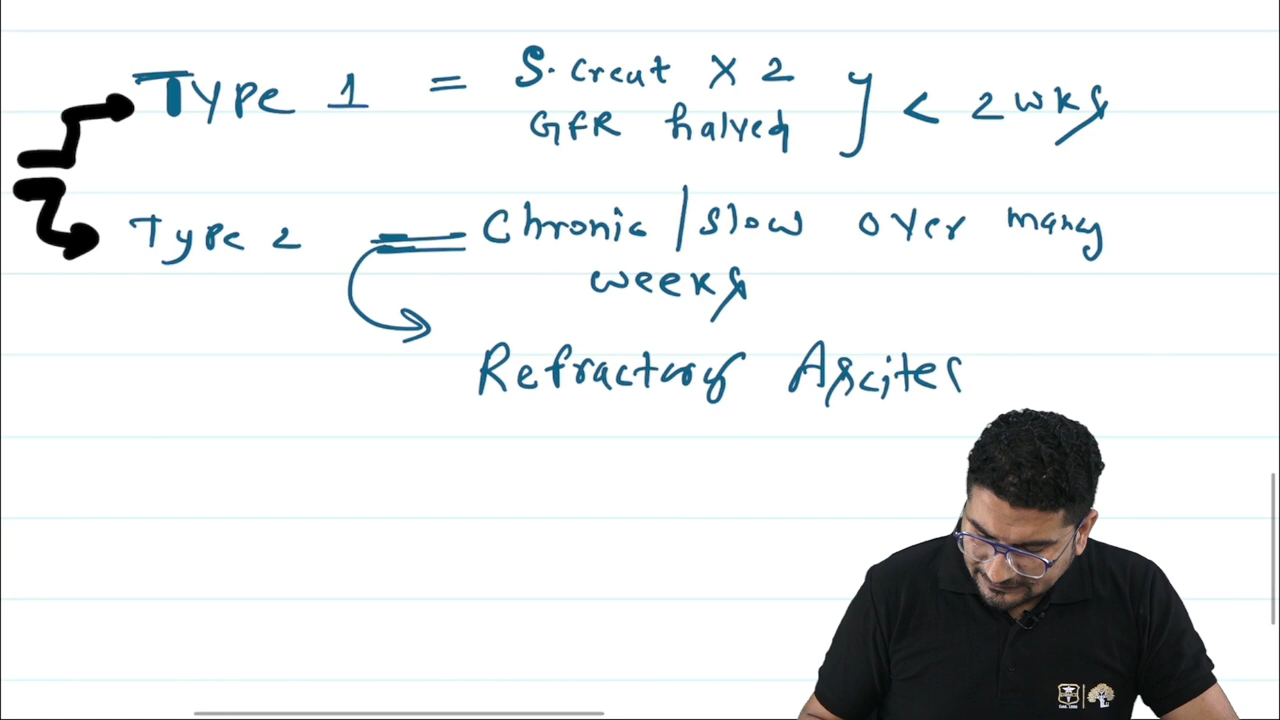 Type 1 = S. Creat X 2
GFR halved } < 2 wks
Type 2 = Chronic / slow over many
weeks
Refractory Ascites